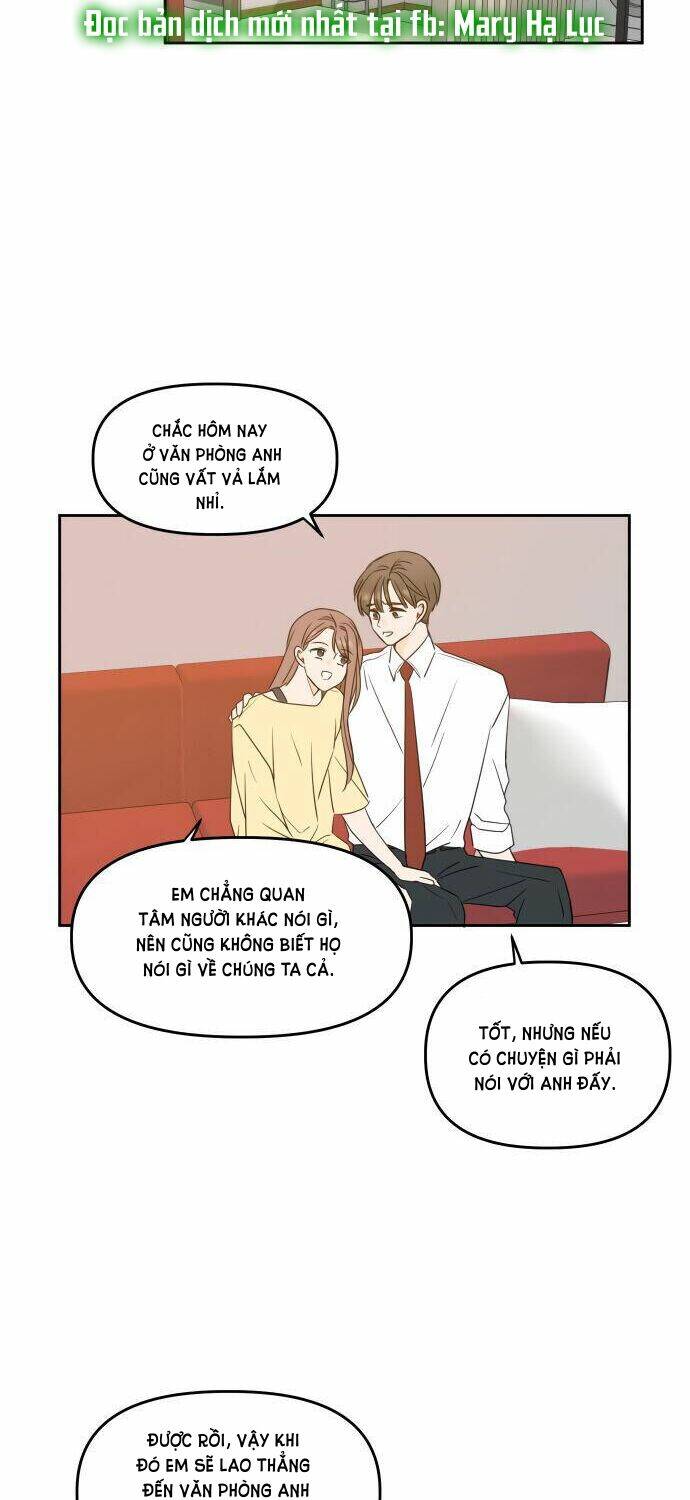 Đọc bản dịch mới nhất tại fb: Mary Hạ Lục
CHẮC HÔM NAY
Ở VĂN PHÒNG ANH
CŨNG VẤT VẢ LẮM
NHỈ.
EM CHẲNG QUAN
TÂM NGƯỜI KHÁC NÓI GÌ,
NÊN CŨNG KHÔNG BIẾT HỌ
NÓI GÌ VỀ CHÚNG TA CẢ.
TỐT, NHƯNG NẾU
CÓ CHUYỆN GÌ PHẢI
NÓI VỚI ANH ĐẤY.
ĐƯỢC RỒI, VẬY KHI
ĐÓ EM SẼ LAO THẲNG
ĐẾN VĂN PHÒNG ANH